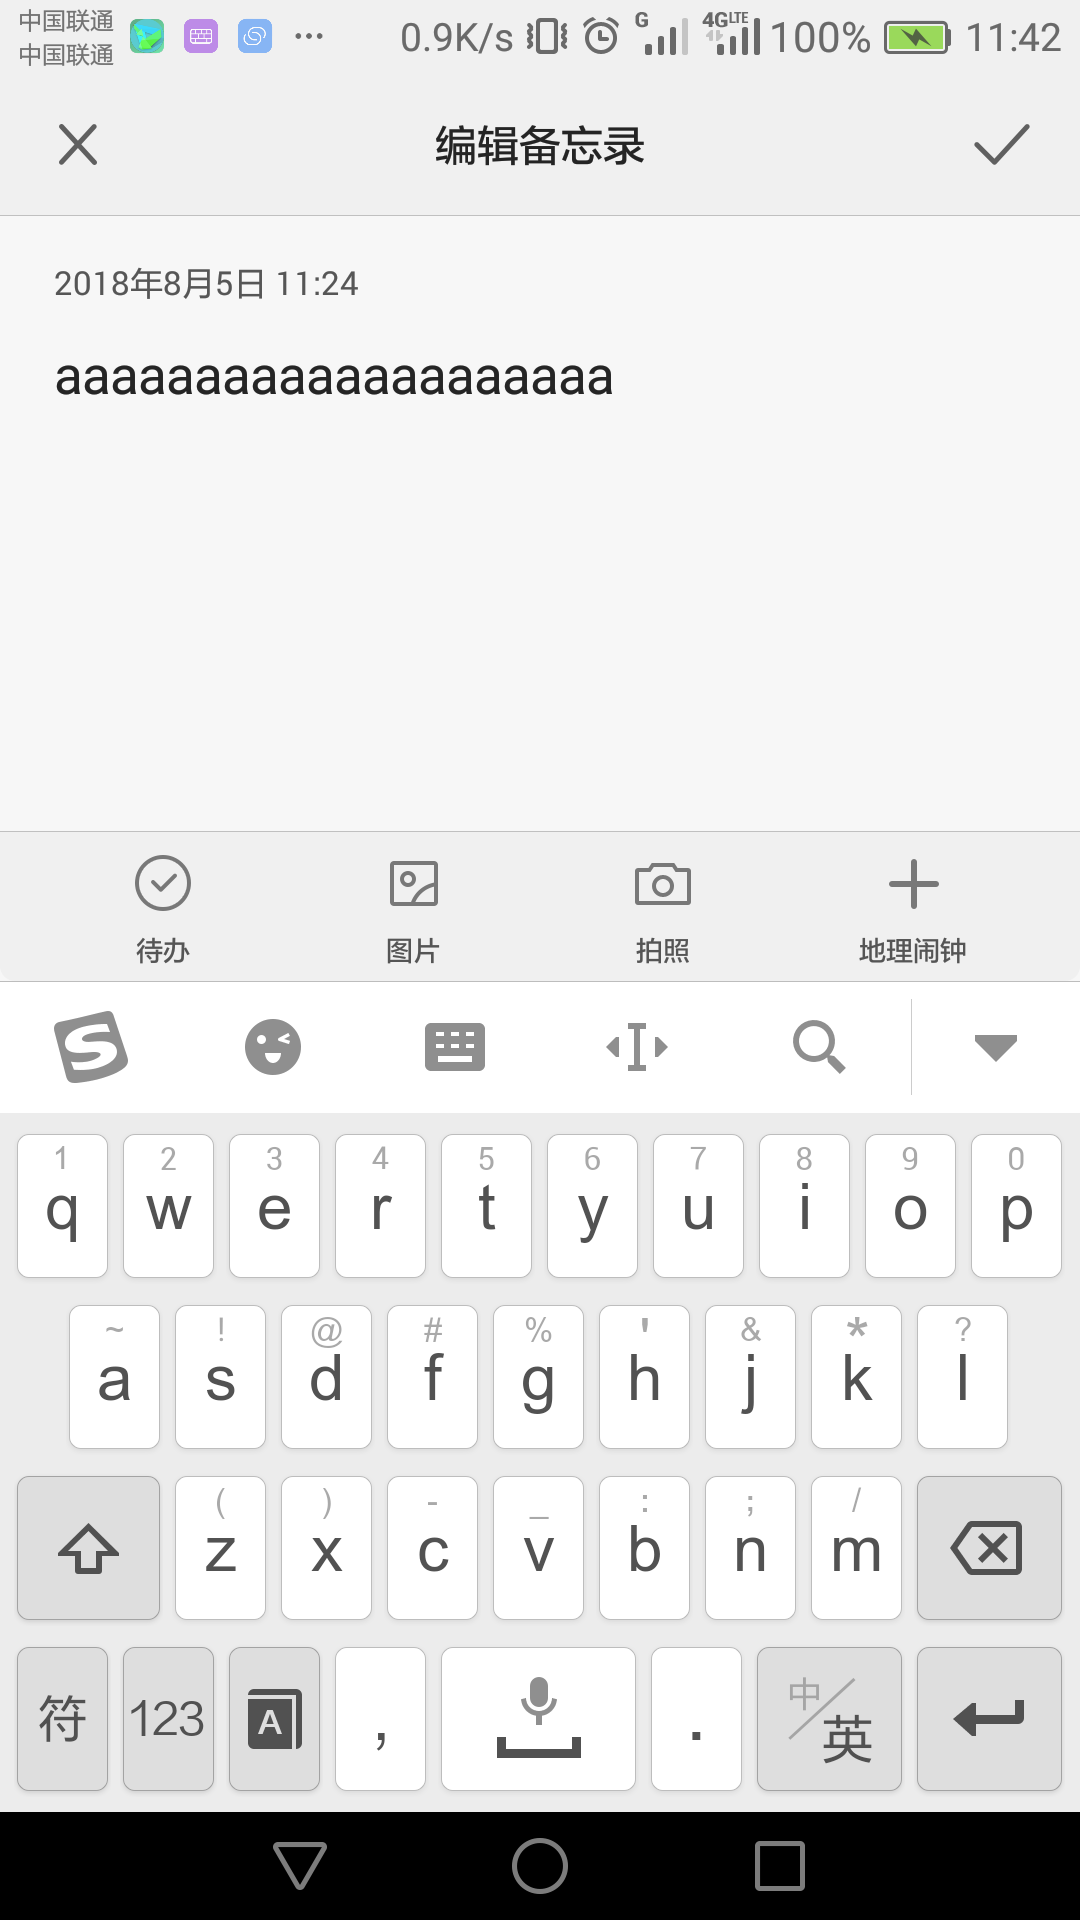 中国联通
中国联通
0.9K/s G 4G LTE 100% 11:42
编辑备忘录
2018年8月5日 11:24
aaaaaaaaaaaaaaaaaaaa
待办 图片 拍照 地理闹钟
1 2 3 4 5 6 7 8 9 0
q w e r t y u i o p
~ ! @ # % ' & * ?
a s d f g h j k l
( ) - _ : ; /
z x c v b n m
符 123 A , . 中/英